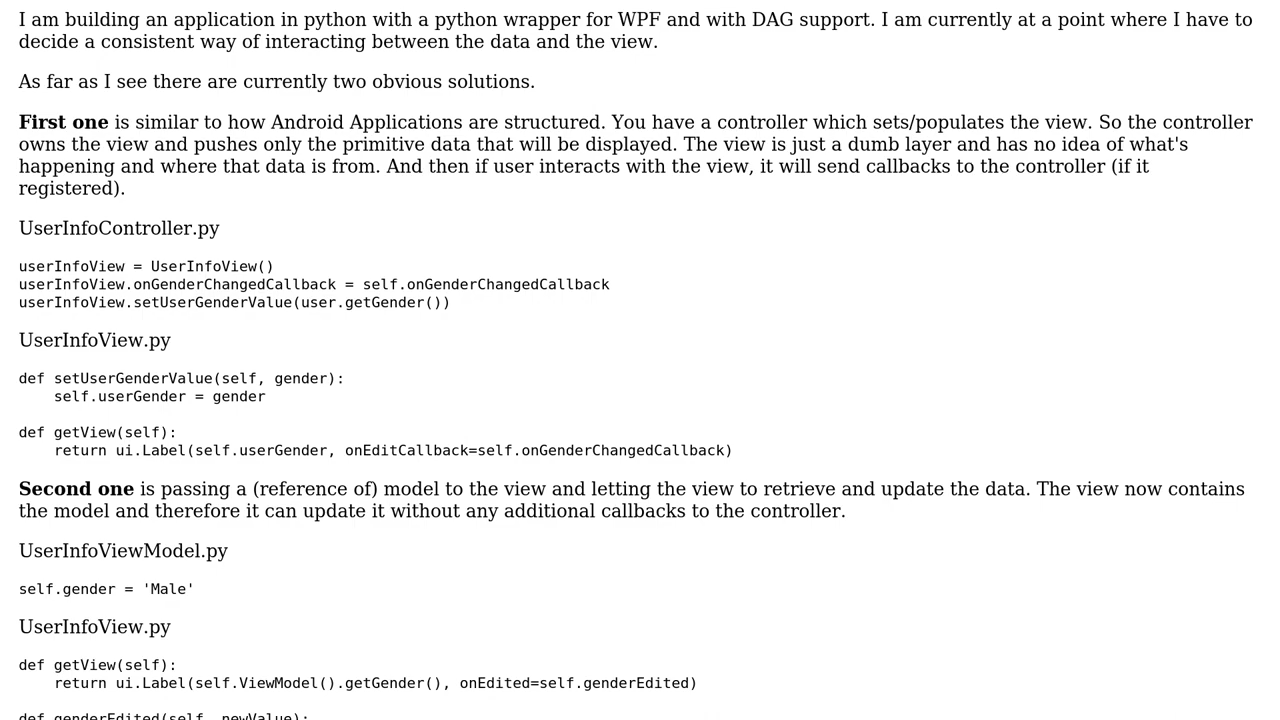 I am building an application in python with a python wrapper for WPF and with DAG support. I am currently at a point where I have to
decide a consistent way of interacting between the data and the view.
As far as I see there are currently two obvious solutions.
First one is similar to how Android Applications are structured. You have a controller which sets/populates the view. So the controller
owns the view and pushes only the primitive data that will be displayed. The view is just a dumb layer and has no idea of what's
happening and where that data is from. And then if user interacts with the view, it will send callbacks to the controller (if it
registered).
UserInfoController.py
userInfoView = UserInfoView()
userInfoView.onGenderChangedCallback = self.onGenderChangedCallback
userInfoView.setUserGenderValue(user.getGender())
UserInfoView.py
def setUserGenderValue(self, gender):
    self.userGender = gender
def getView(self):
    return ui.Label(self.userGender, onEditCallback=self.onGenderChangedCallback)
Second one is passing a (reference of) model to the view and letting the view to retrieve and update the data. The view now contains
the model and therefore it can update it without any additional callbacks to the controller.
UserInfoViewModel.py
self.gender = 'Male'
UserInfoView.py
def getView(self):
    return ui.Label(self.ViewModel().getGender(), onEdited=self.genderEdited)
def genderEdited(self, newValue):